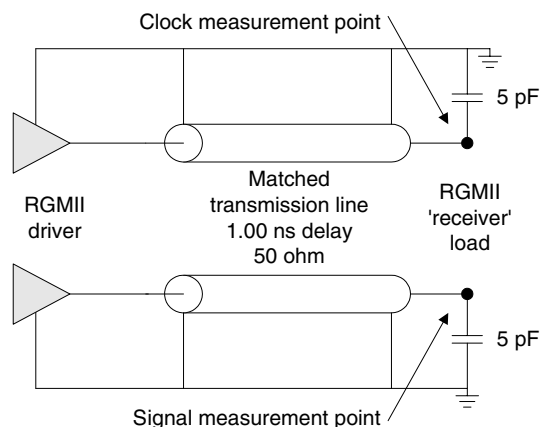 Clock measurement point
5 pF
RGMII
driver
Matched
transmission line
1.00 ns delay
50 ohm
RGMII
'receiver'
load
5 pF
Signal measurement point